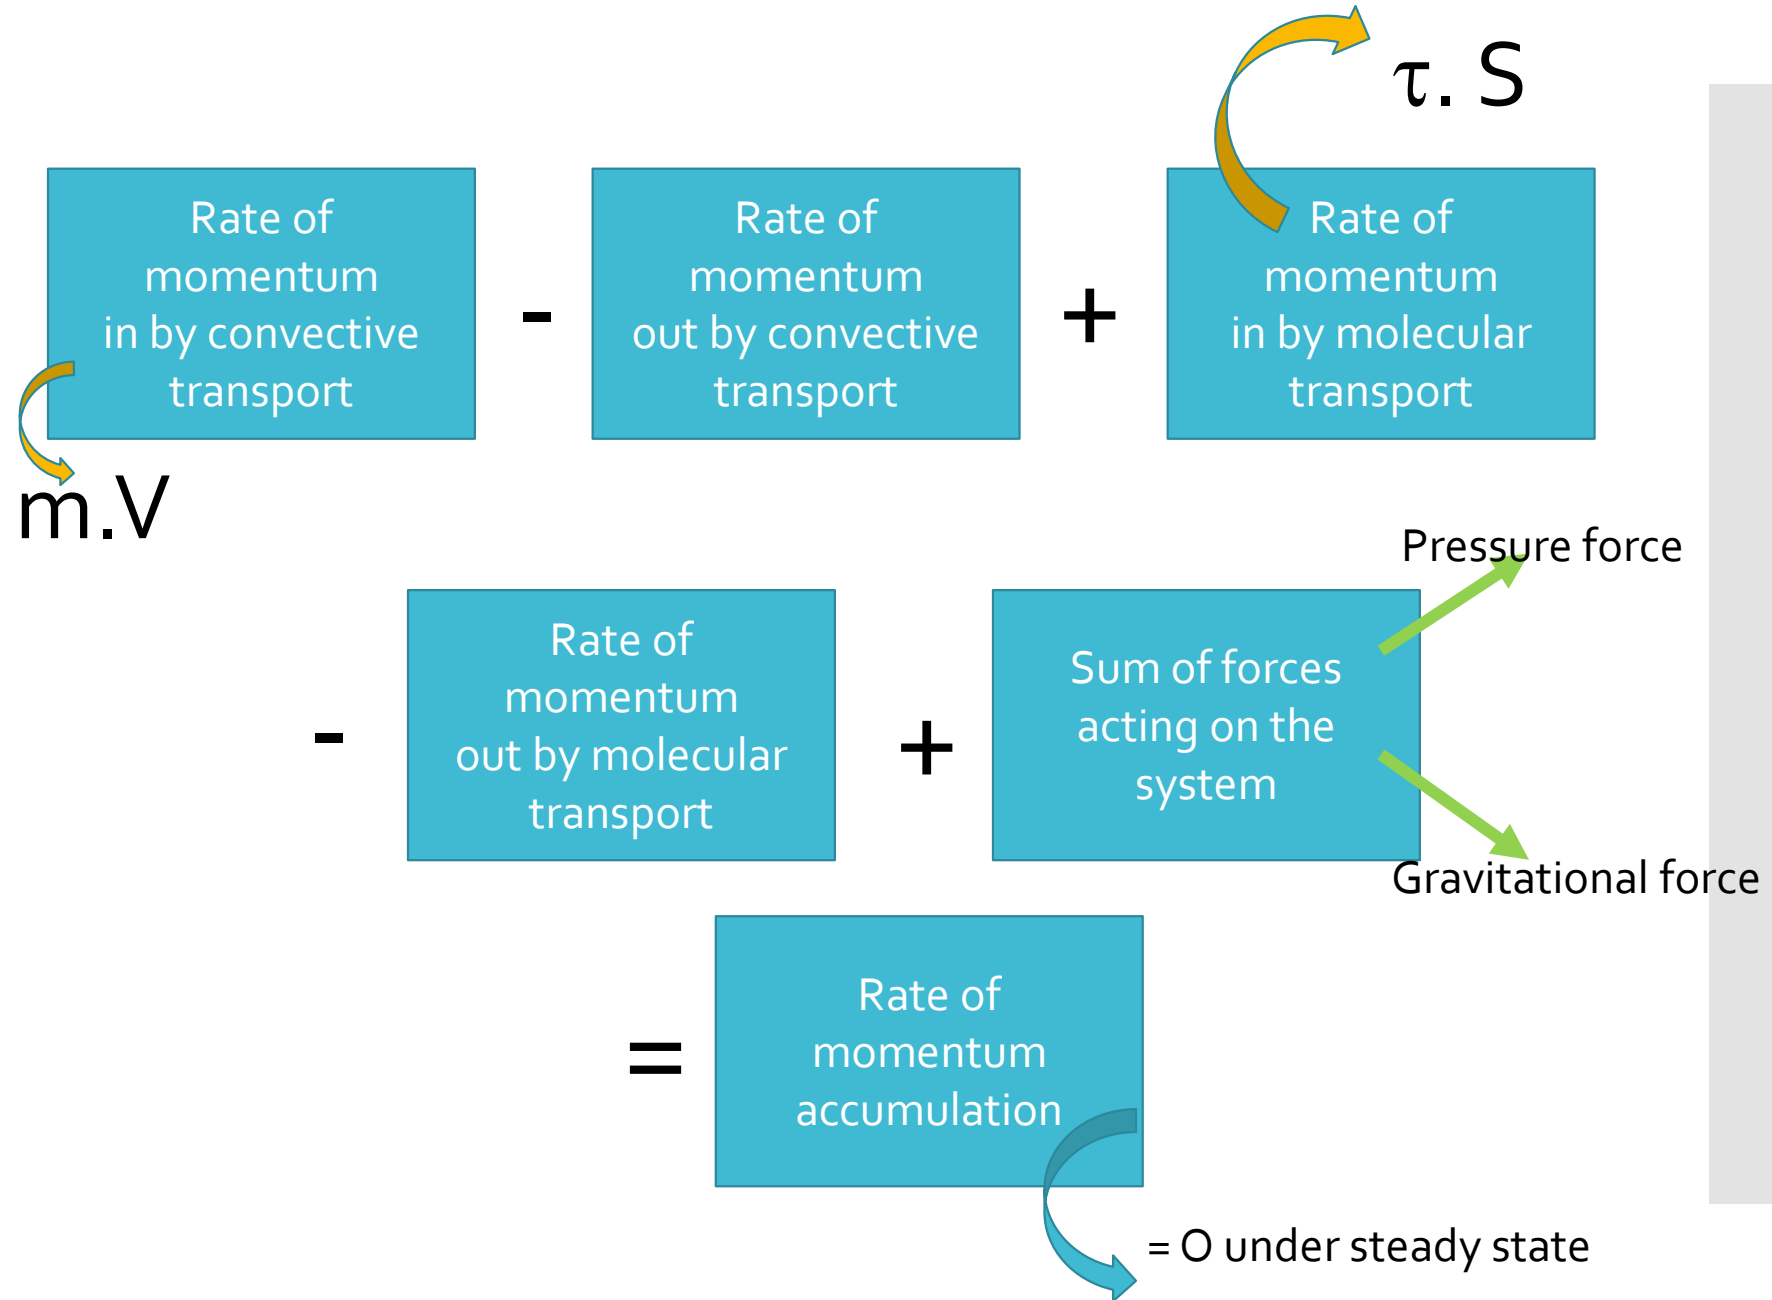 τ. S
Rate of
momentum
in by convective
transport
-
Rate of
momentum
out by convective
transport
+
Rate of
momentum
in by molecular
transport
m.V
-
Rate of
momentum
out by molecular
transport
+
Sum of forces
acting on the
system
Pressure force
Gravitational force
=
Rate of
momentum
accumulation
= O under steady state